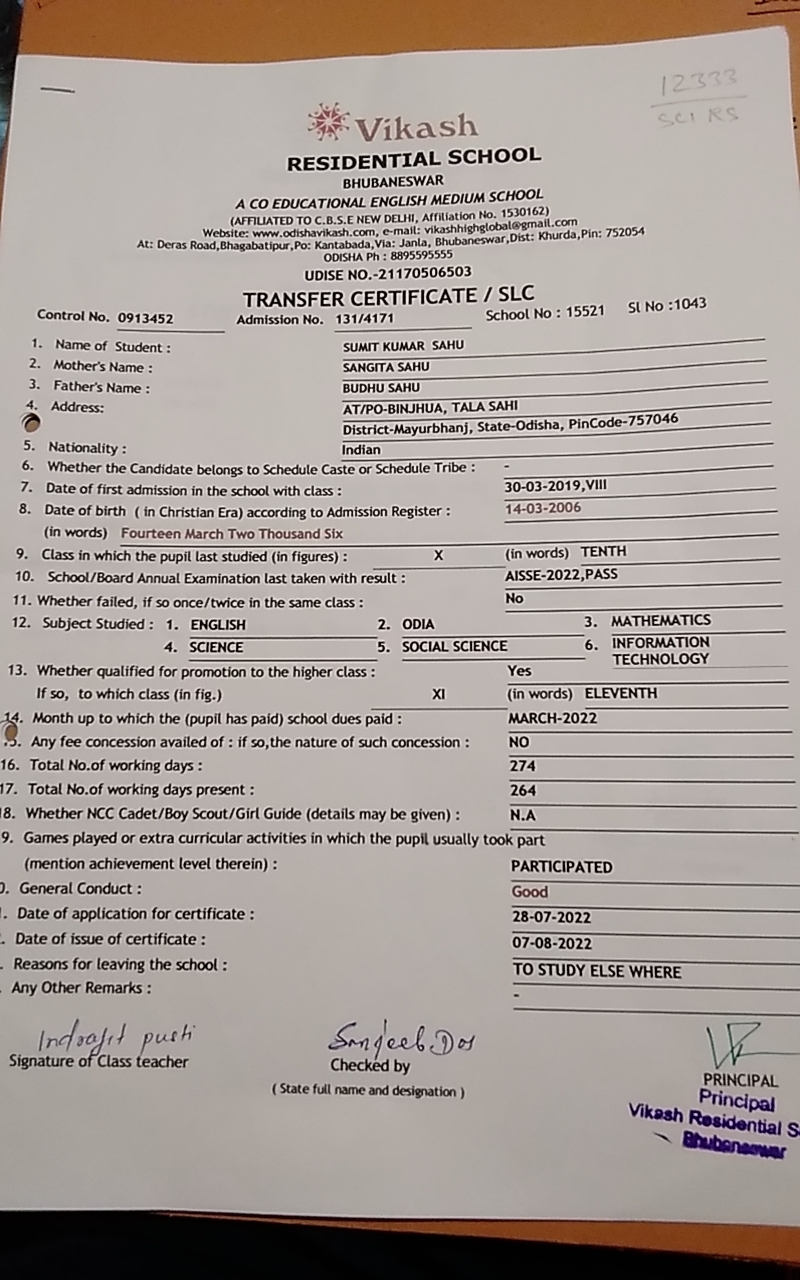 12333
SCI RS
Vikash
RESIDENTIAL SCHOOL
BHUBANESWAR
A CO EDUCATIONAL ENGLISH MEDIUM SCHOOL
(AFFILIATED TO C.B.S.E NEW DELHI, Affiliation No. 1530162)
Website: www.odishavikash.com, e-mail: vikashhighglobal@gmail.com
At: Deras Road,Bhagabatipur,Po: Kantabada,Via: Janla, Bhubaneswar,Dist: Khurda,Pin: 752054
ODISHA Ph : 8895595555
UDISE NO.-21170506503
TRANSFER CERTIFICATE / SLC
Control No. 0913452 Admission No. 131/4171 School No : 15521 Sl No :1043
1. Name of Student : SUMIT KUMAR SAHU
2. Mother's Name : SANGITA SAHU
3. Father's Name : BUDHU SAHU
4. Address: AT/PO-BINJHUA, TALA SAHI
District-Mayurbhanj, State-Odisha, PinCode-757046
5. Nationality : Indian
6. Whether the Candidate belongs to Schedule Caste or Schedule Tribe : -
7. Date of first admission in the school with class : 30-03-2019,VIII
8. Date of birth ( in Christian Era) according to Admission Register : 14-03-2006
(in words) Fourteen March Two Thousand Six
9. Class in which the pupil last studied (in figures) : X (in words) TENTH
10. School/Board Annual Examination last taken with result : AISSE-2022,PASS
11. Whether failed, if so once/twice in the same class : No
12. Subject Studied : 1. ENGLISH 2. ODIA 3. MATHEMATICS
4. SCIENCE 5. SOCIAL SCIENCE 6. INFORMATION
TECHNOLOGY
13. Whether qualified for promotion to the higher class : Yes
If so, to which class (in fig.) XI (in words) ELEVENTH
14. Month up to which the (pupil has paid) school dues paid : MARCH-2022
5. Any fee concession availed of : if so,the nature of such concession : NO
16. Total No.of working days : 274
17. Total No.of working days present : 264
8. Whether NCC Cadet/Boy Scout/Girl Guide (details may be given) : N.A
9. Games played or extra curricular activities in which the pupil usually took part
(mention achievement level therein) : PARTICIPATED
0. General Conduct : Good
. Date of application for certificate : 28-07-2022
. Date of issue of certificate : 07-08-2022
. Reasons for leaving the school : TO STUDY ELSE WHERE
Any Other Remarks : -
Indrajit pusti
Signature of Class teacher
Sanjeeb Das
Checked by
( State full name and designation )
PRINCIPAL
Principal
Vikash Residential S
Bhubaneswar